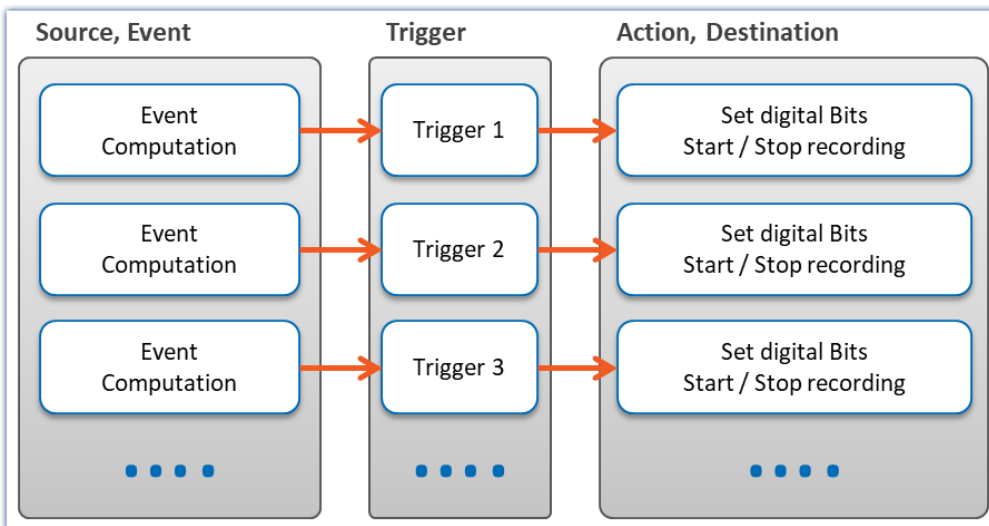 Source, Event
Trigger
Action, Destination
Event
Computation
Trigger 1
Set digital Bits
Start / Stop recording
Event
Computation
Trigger 2
Set digital Bits
Start / Stop recording
Event
Computation
Trigger 3
Set digital Bits
Start / Stop recording